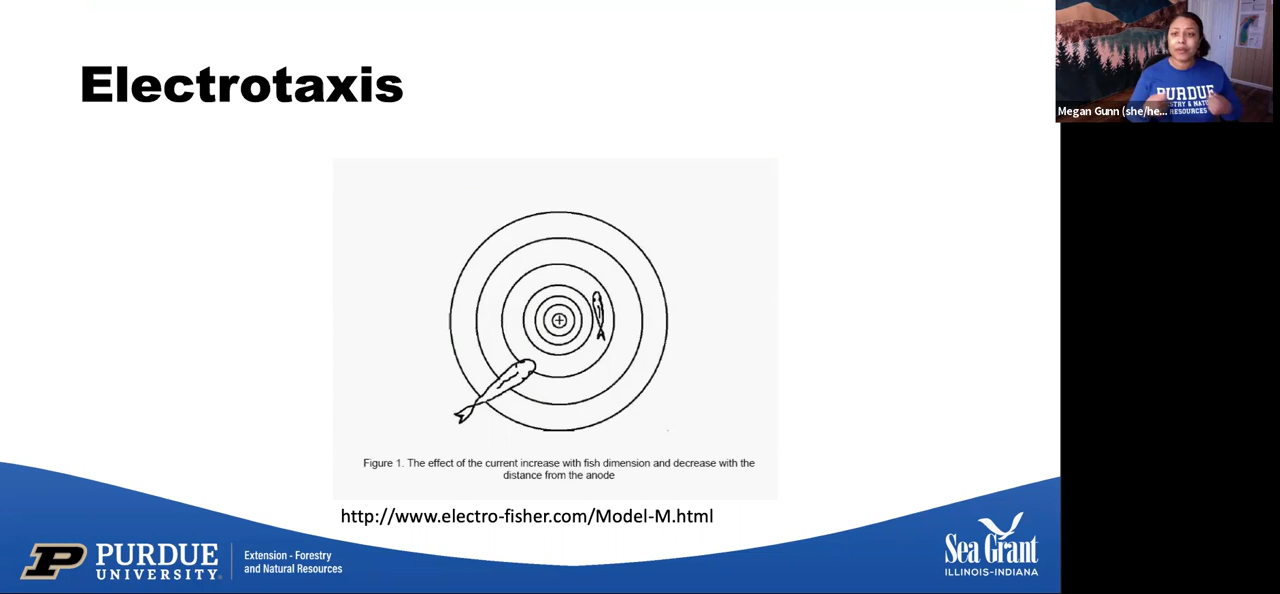 Electrotaxis
PURDUE
RESOURCES
Megan Gunn (she/he...
+
Figure 1. The effect of the current increase with fish dimension and decrease with the
distance from the anode
http://www.electro-fisher.com/Model-M.html
P PURDUE
UNIVERSITY®
Extension - Forestry
and Natural Resources
Sea Grant
ILLINOIS-INDIANA